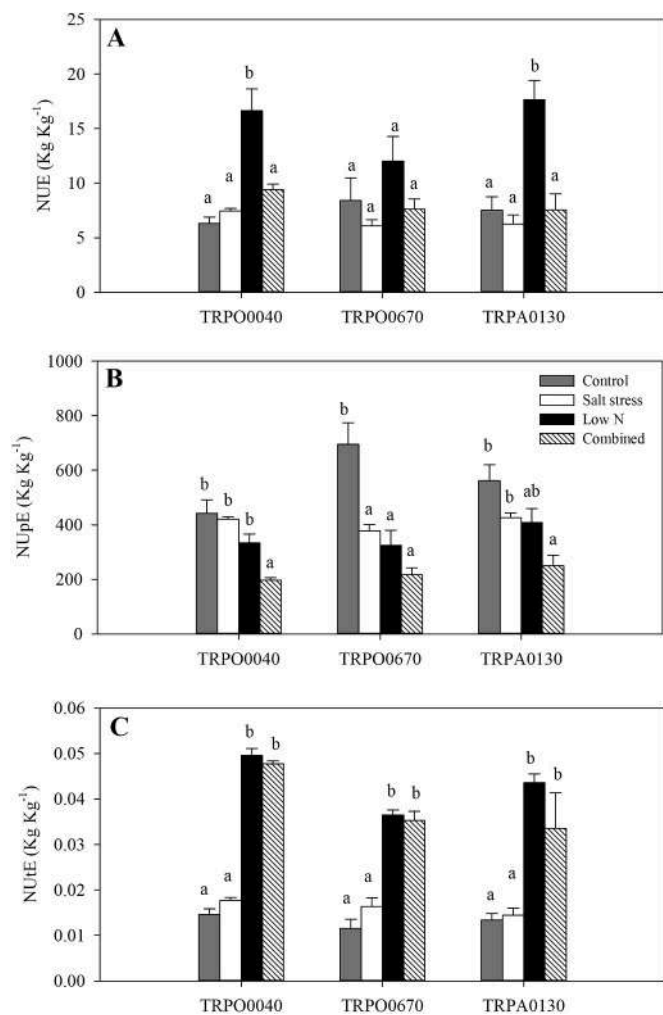 A
NUE (Kg Kg⁻¹)
25
20
15
10
5
0
a a b a
a a a a
a a b a
TRPO0040 TRPO0670 TRPA0130
B
NUpE (Kg Kg⁻¹)
1000
800
600
400
200
0
Control
Salt stress
Low N
Combined
b b b a
b a a a
b b ab a
TRPO0040 TRPO0670 TRPA0130
C
NUtE (Kg Kg⁻¹)
0.06
0.05
0.04
0.03
0.02
0.01
0.00
a a b b
a a b b
a a b b
TRPO0040 TRPO0670 TRPA0130